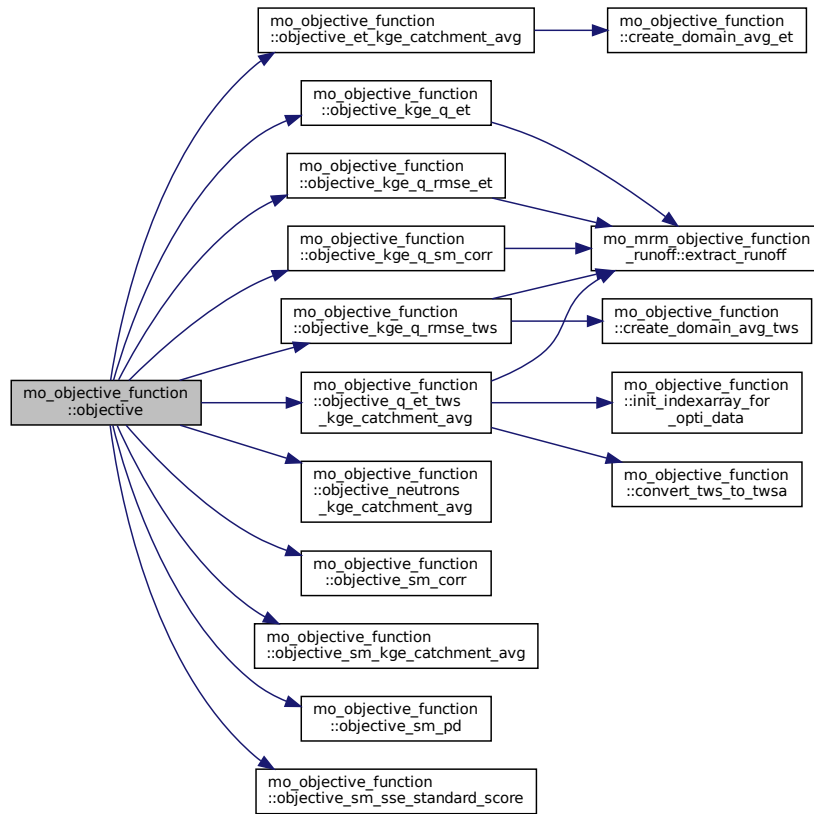 mo_objective_function
::objective
mo_objective_function
::objective_et_kge_catchment_avg
mo_objective_function
::create_domain_avg_et
mo_objective_function
::objective_kge_q_et
mo_objective_function
::objective_kge_q_rmse_et
mo_objective_function
::objective_kge_q_sm_corr
mo_mrm_objective_function
_runoff::extract_runoff
mo_objective_function
::objective_kge_q_rmse_tws
mo_objective_function
::create_domain_avg_tws
mo_objective_function
::objective_q_et_tws
_kge_catchment_avg
mo_objective_function
::init_indexarray_for
_opti_data
mo_objective_function
::convert_tws_to_twsa
mo_objective_function
::objective_neutrons
_kge_catchment_avg
mo_objective_function
::objective_sm_corr
mo_objective_function
::objective_sm_kge_catchment_avg
mo_objective_function
::objective_sm_pd
mo_objective_function
::objective_sm_sse_standard_score